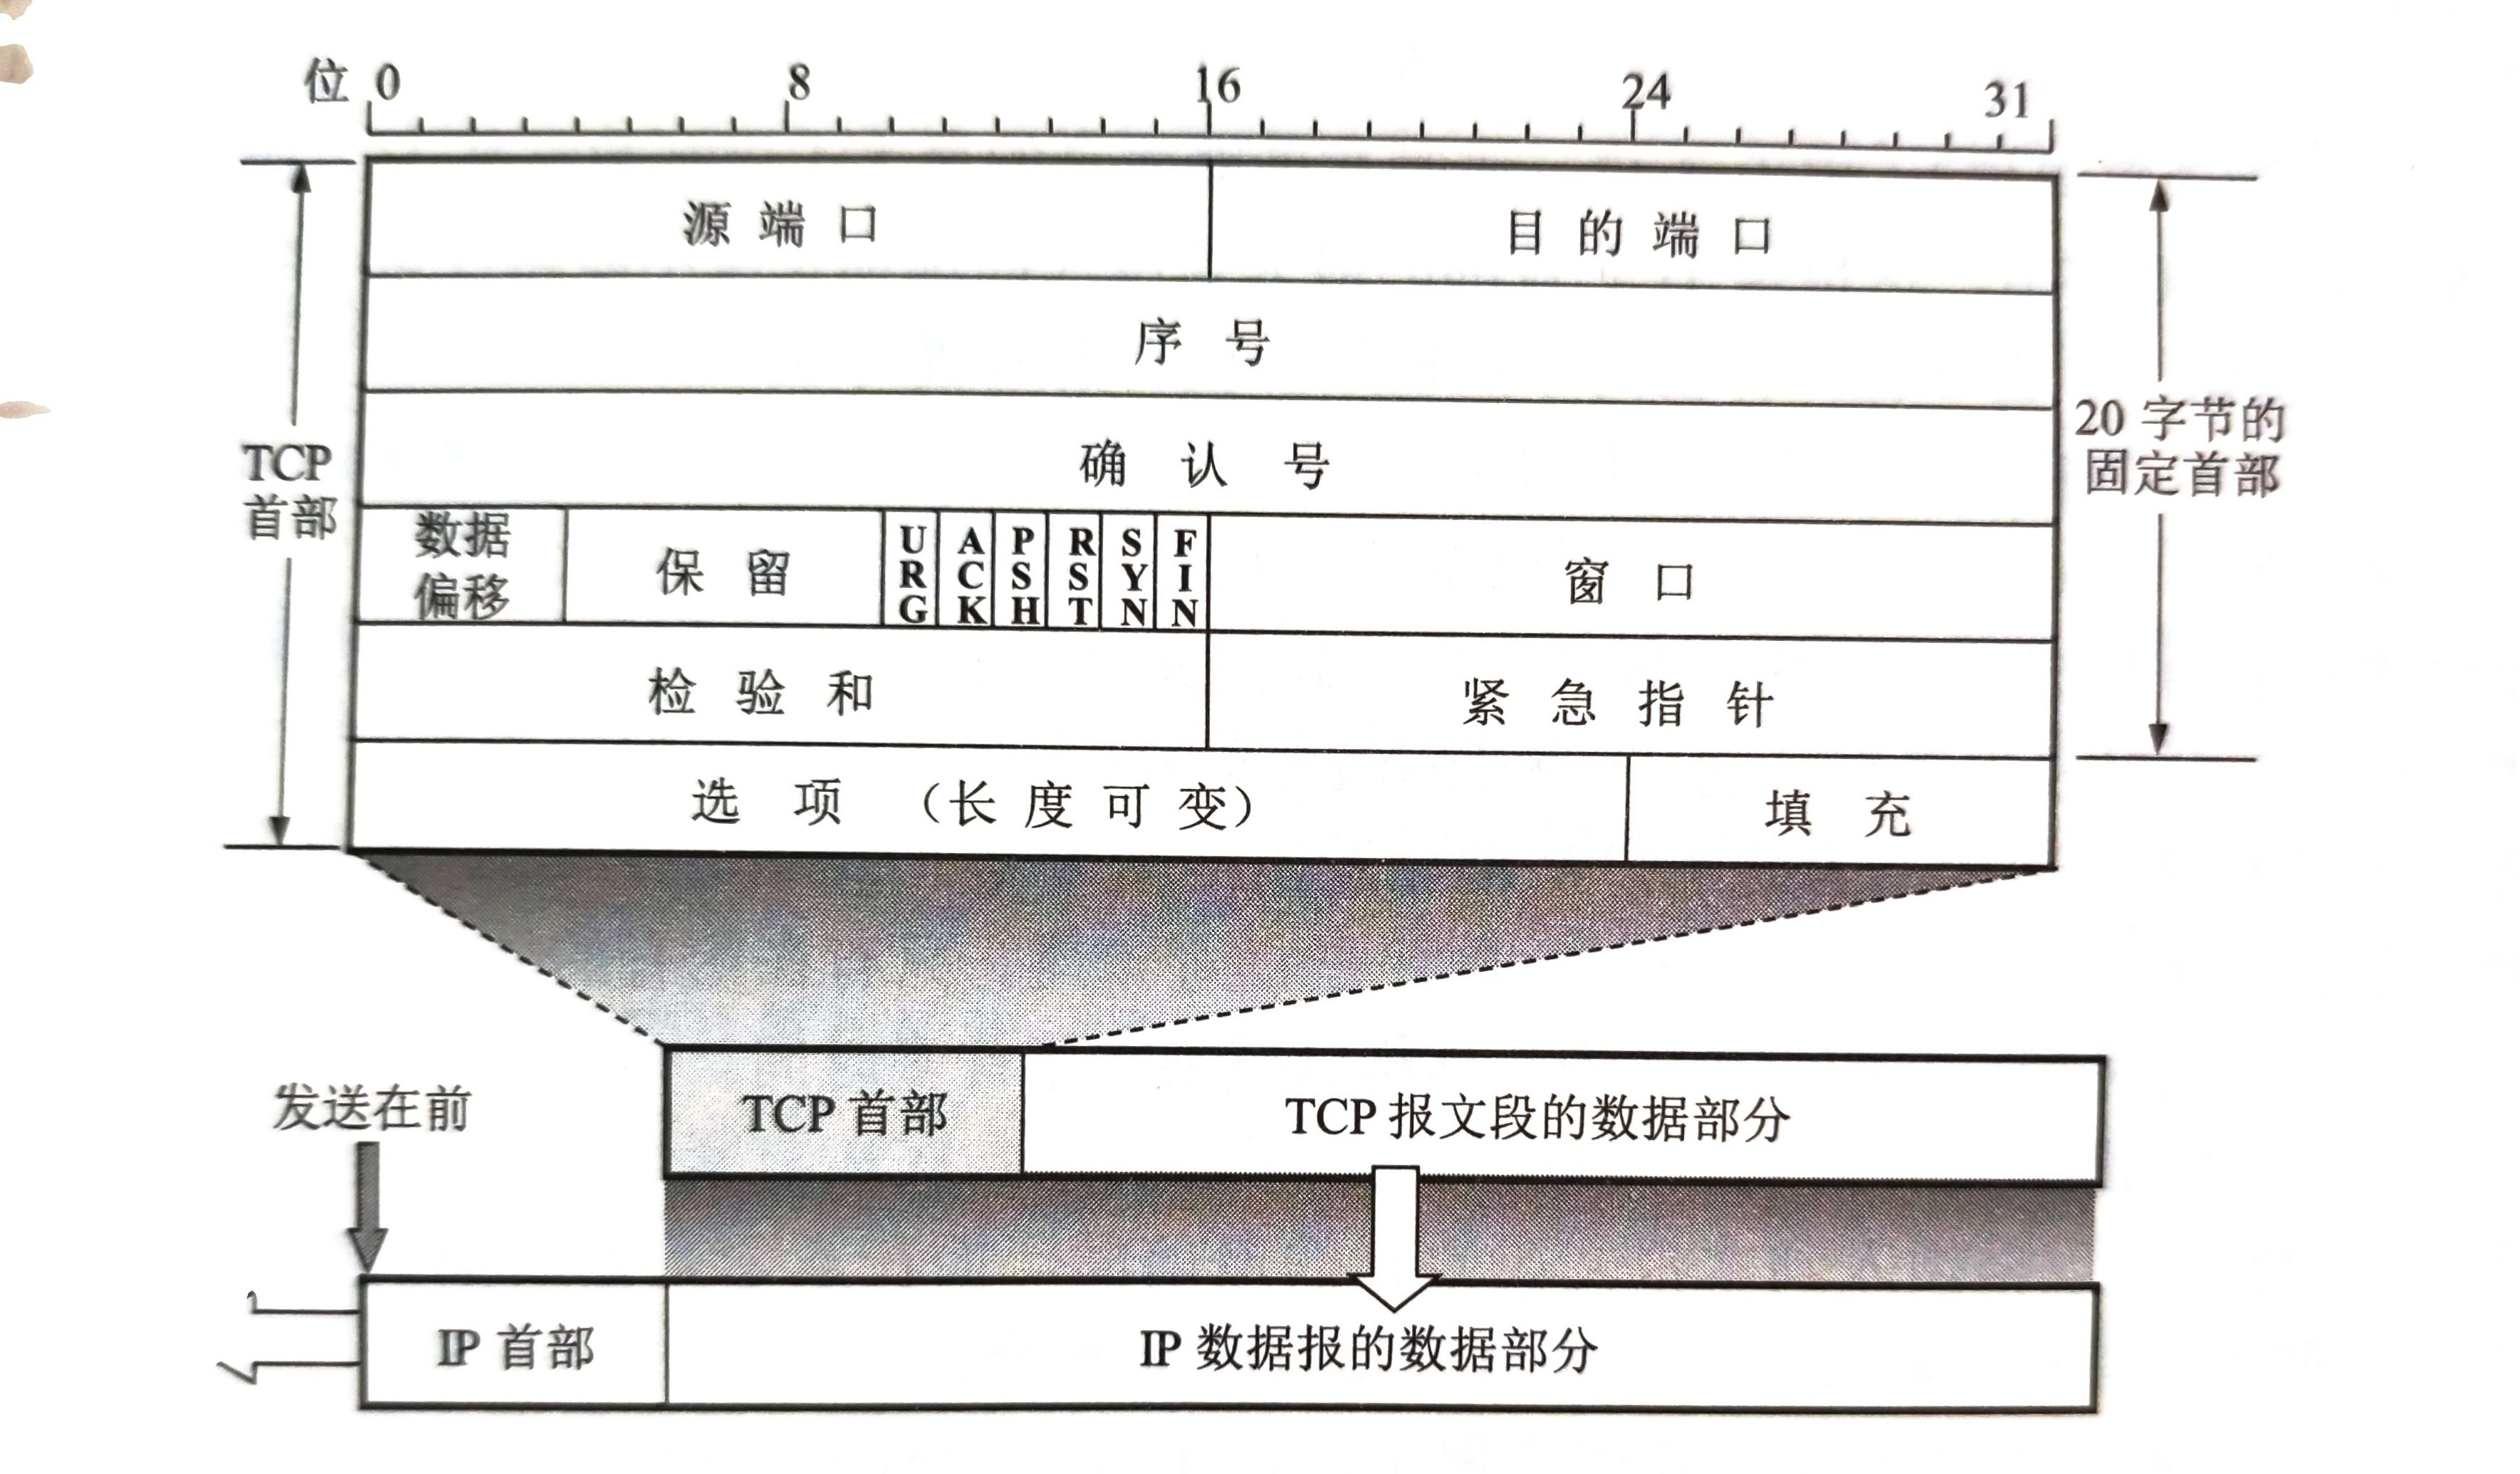 位 0 8 16 24 31
源端口 目的端口
序号
确认号
TCP
首部
20 字节的
固定首部
数据
偏移
保留
URG
ACK
PSH
RST
SYN
FIN
窗口
检验和 紧急指针
选项（长度可变） 填充
发送在前
TCP 首部 TCP 报文段的数据部分
IP 首部 IP 数据报的数据部分